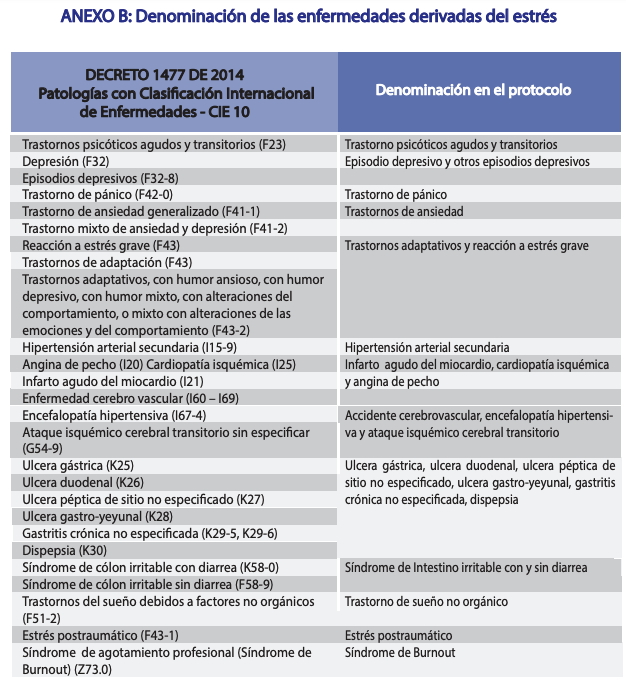 ANEXO B: Denominación de las enfermedades derivadas del estrés
DECRETO 1477 DE 2014
Patologías con Clasificación Internacional
de Enfermedades - CIE 10
Denominación en el protocolo
Trastornos psicóticos agudos y transitorios (F23)
Trastorno psicóticos agudos y transitorios
Depresión (F32)
Episodio depresivo y otros episodios depresivos
Episodios depresivos (F32-8)
Trastorno de pánico (F42-0)
Trastorno de pánico
Trastorno de ansiedad generalizado (F41-1)
Trastornos de ansiedad
Trastorno mixto de ansiedad y depresión (F41-2)
Reacción a estrés grave (F43)
Trastornos adaptativos y reacción a estrés grave
Trastornos de adaptación (F43)
Trastornos adaptativos, con humor ansioso, con humor
depresivo, con humor mixto, con alteraciones del
comportamiento, o mixto con alteraciones de las
emociones y del comportamiento (F43-2)
Hipertensión arterial secundaria (I15-9)
Hipertensión arterial secundaria
Angina de pecho (I20) Cardiopatía isquémica (I25)
Infarto agudo del miocardio, cardiopatía isquémica
Infarto agudo del miocardio (I21)
y angina de pecho
Enfermedad cerebro vascular (I60 – I69)
Encefalopatía hipertensiva (I67-4)
Accidente cerebrovascular, encefalopatía hipertensi-
Ataque isquémico cerebral transitorio sin especificar
va y ataque isquémico cerebral transitorio
(G54-9)
Ulcera gástrica (K25)
Ulcera gástrica, ulcera duodenal, ulcera péptica de
Ulcera duodenal (K26)
sitio no especificado, ulcera gastro-yeyunal, gastritis
Ulcera péptica de sitio no especificado (K27)
crónica no especificada, dispepsia
Ulcera gastro-yeyunal (K28)
Gastritis crónica no especificada (K29-5, K29-6)
Dispepsia (K30)
Síndrome de cólon irritable con diarrea (K58-0)
Síndrome de Intestino irritable con y sin diarrea
Síndrome de cólon irritable sin diarrea (F58-9)
Trastornos del sueño debidos a factores no orgánicos
Trastorno de sueño no orgánico
(F51-2)
Estrés postraumático (F43-1)
Estrés postraumático
Síndrome de agotamiento profesional (Síndrome de
Síndrome de Burnout
Burnout) (Z73.0)